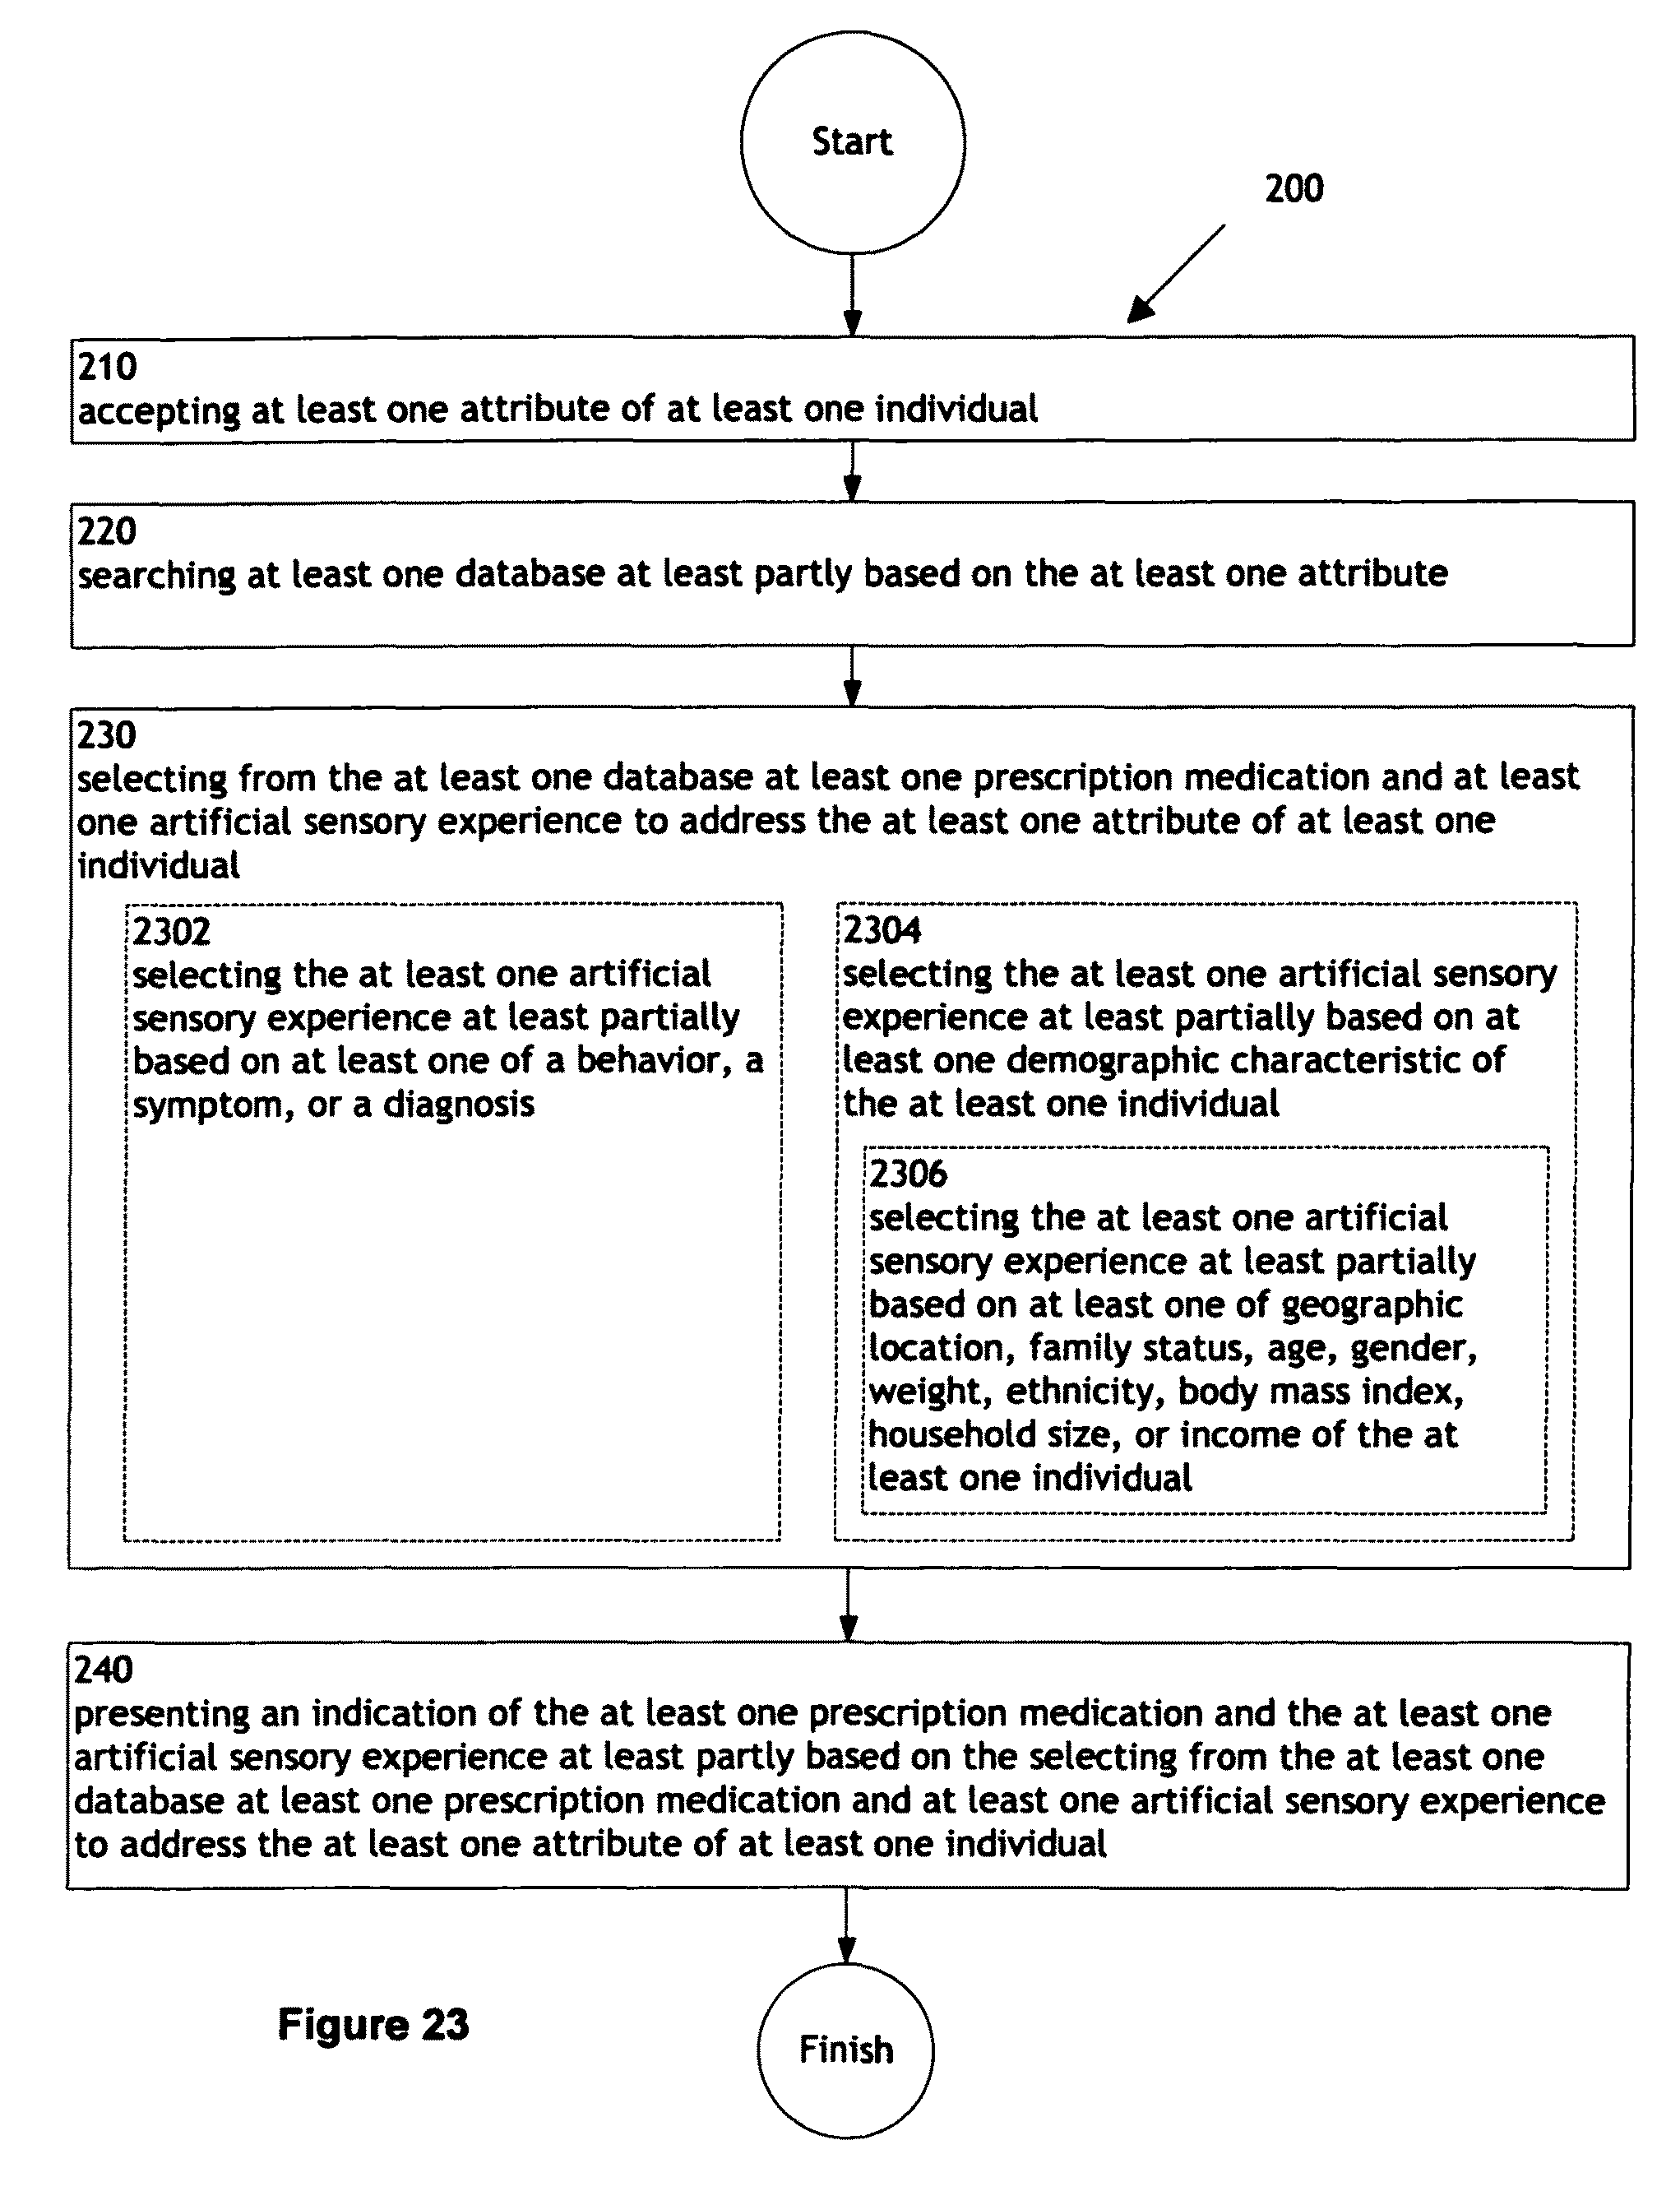 Start
200
210
accepting at least one attribute of at least one individual
220
searching at least one database at least partly based on the at least one attribute
230
selecting from the at least one database at least one prescription medication and at least
one artificial sensory experience to address the at least one attribute of at least one
individual
2302
selecting the at least one artificial
sensory experience at least partially
based on at least one of a behavior, a
symptom, or a diagnosis
2304
selecting the at least one artificial sensory
experience at least partially based on at
least one demographic characteristic of
the at least one individual
2306
selecting the at least one artificial
sensory experience at least partially
based on at least one of geographic
location, family status, age, gender,
weight, ethnicity, body mass index,
household size, or income of the at
least one individual
240
presenting an indication of the at least one prescription medication and the at least one
artificial sensory experience at least partly based on the selecting from the at least one
database at least one prescription medication and at least one artificial sensory experience
to address the at least one attribute of at least one individual
Figure 23
Finish